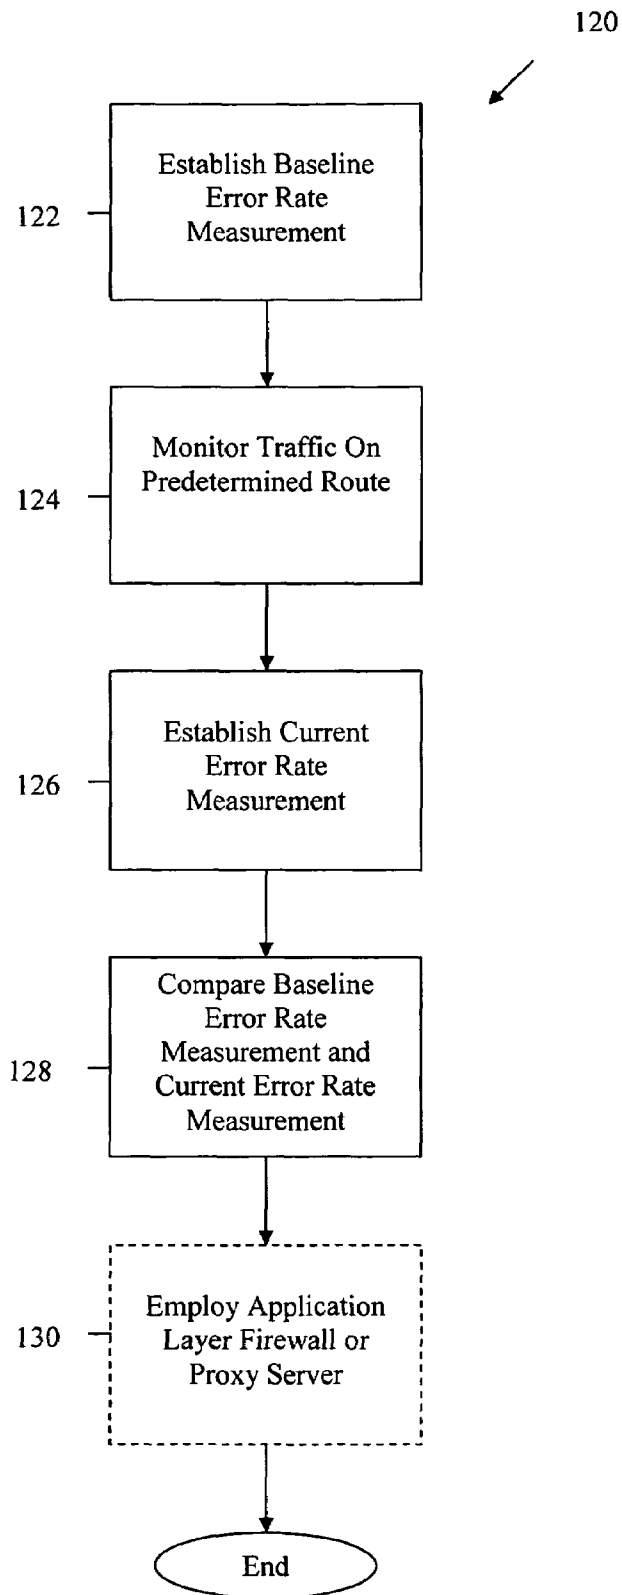 120
Establish Baseline
Error Rate
Measurement
122
Monitor Traffic On
Predetermined Route
124
Establish Current
Error Rate
Measurement
126
Compare Baseline
Error Rate
Measurement and
Current Error Rate
Measurement
128
Employ Application
Layer Firewall or
Proxy Server
130
End